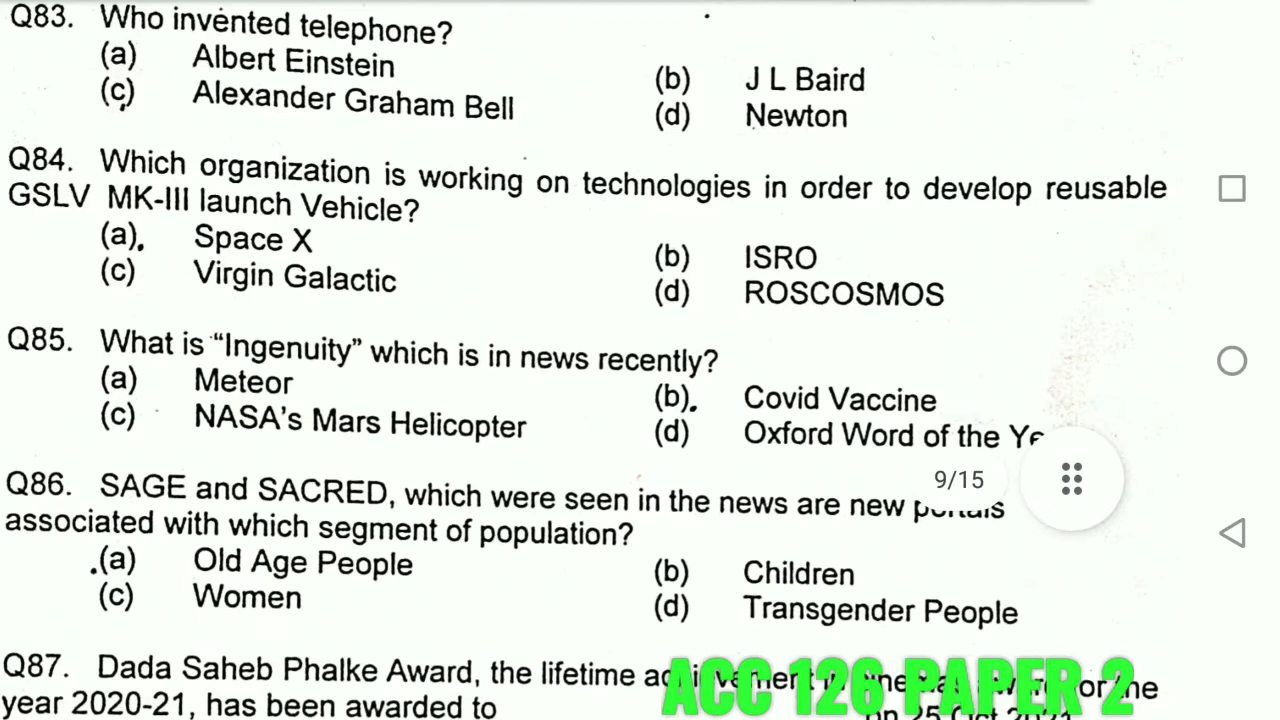 Q83. Who invented telephone?
(a) Albert Einstein
(b) J L Baird
(c) Alexander Graham Bell
(d) Newton
Q84. Which organization is working on technologies in order to develop reusable
GSLV MK-III launch Vehicle?
(a). Space X
(b) ISRO
(c) Virgin Galactic
(d) ROSCOSMOS
Q85. What is "Ingenuity" which is in news recently?
(a) Meteor
(b). Covid Vaccine
(c) NASA's Mars Helicopter
(d) Oxford Word of the
9/15
Q86. SAGE and SACRED, which were seen in the news are new portals
associated with which segment of population?
.(a) Old Age People
(b) Children
(c) Women
(d) Transgender People
Q87. Dada Saheb Phalke Award, the lifetime
year 2020-21, has been awarded to on 25 Oct 2021
ACC 126 PAPER 2